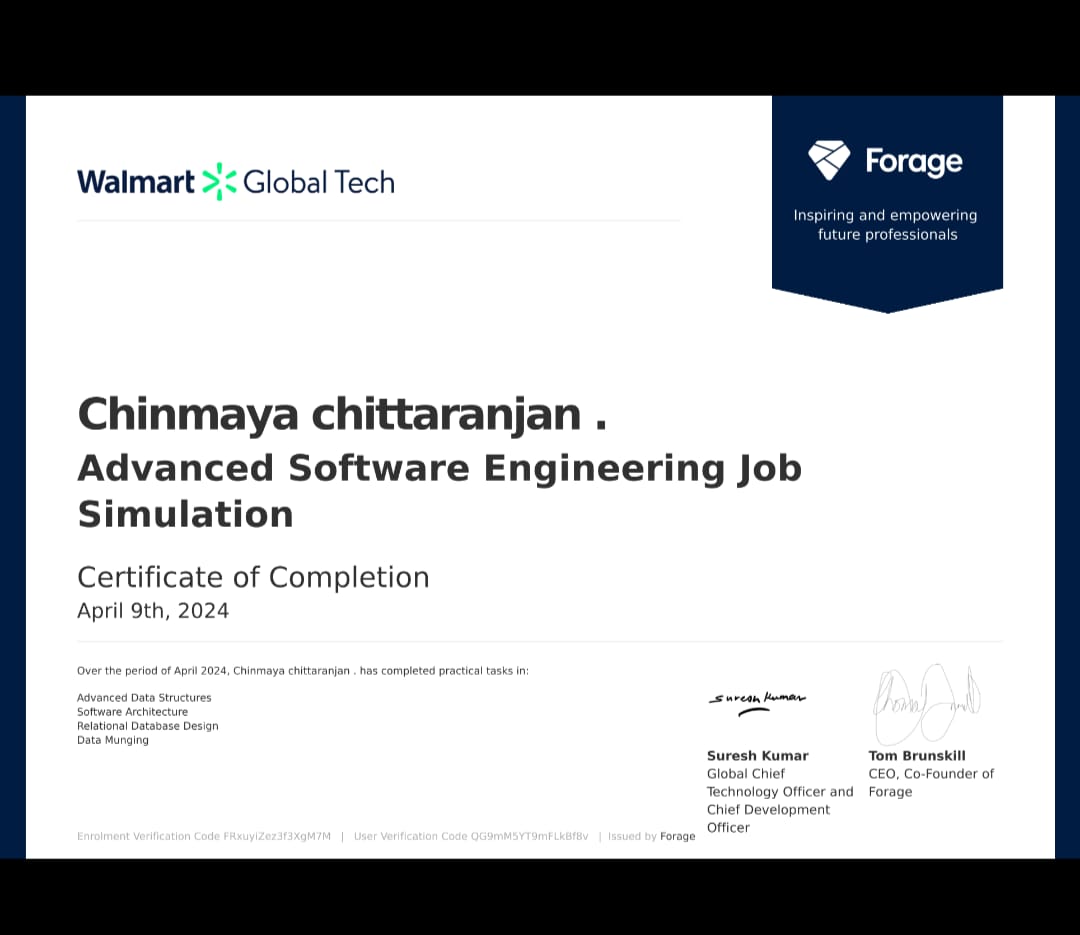 Walmart Global Tech
Forage
Inspiring and empowering
future professionals
Chinmaya chittaranjan .
Advanced Software Engineering Job
Simulation
Certificate of Completion
April 9th, 2024
Over the period of April 2024, Chinmaya chittaranjan . has completed practical tasks in:
Advanced Data Structures
Software Architecture
Relational Database Design
Data Munging
Suresh Kumar
Suresh Kumar
Global Chief
Technology Officer and
Chief Development
Officer
Tom Brunskill
CEO, Co-Founder of
Forage
Enrolment Verification Code FRxuyiZez3f3XgM7M | User Verification Code QG9mM5YT9mFLkBfBv | Issued by Forage